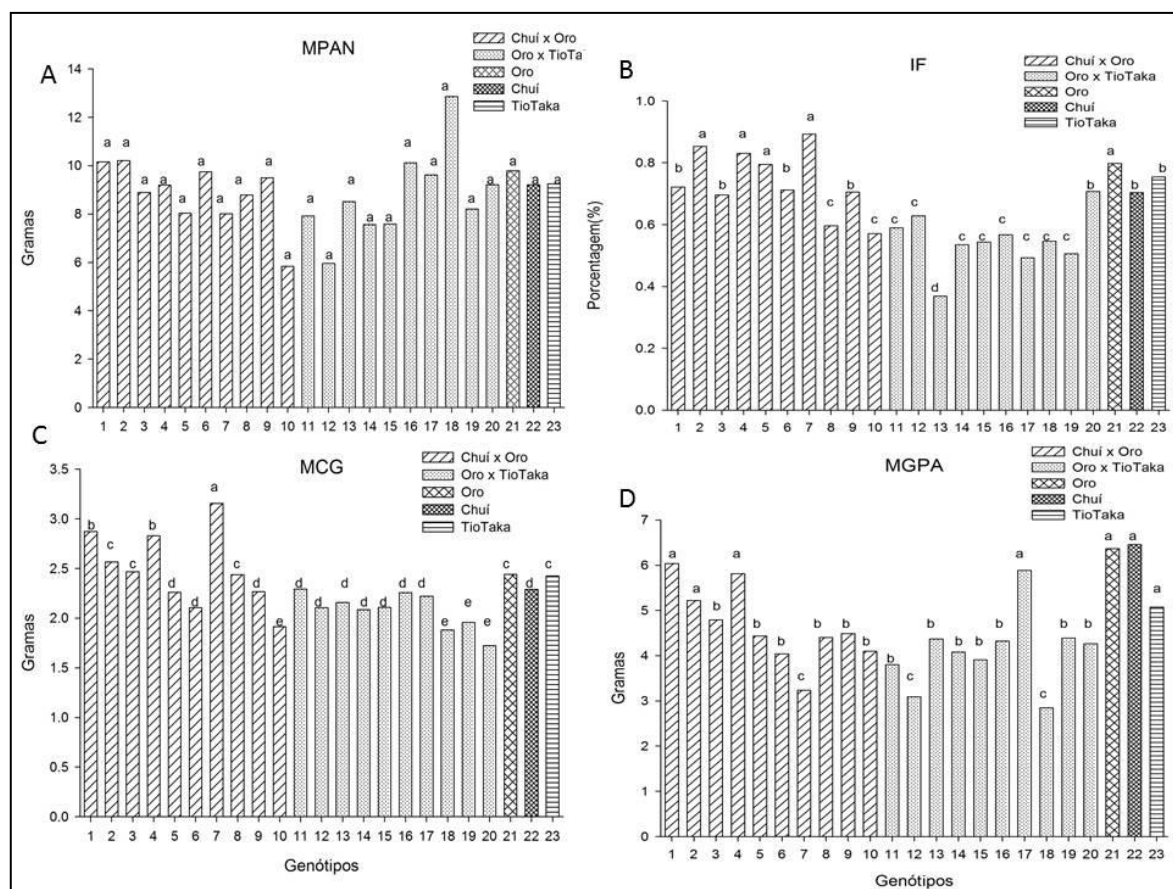 A
MPAN
Chuí x Oro
Oro x TioTa
Oro
Chuí
TioTaka
Gramas
14
12
10
8
6
4
2
0
a a a a a a a a a a a a a a a a a a a a a a a
1 2 3 4 5 6 7 8 9 10 11 12 13 14 15 16 17 18 19 20 21 22 23
B
IF
Chuí x Oro
Oro x TioTaka
Oro
Chuí
TioTaka
Porcentagem(%)
1.0
0.8
0.6
0.4
0.2
0.0
b a b a a b a c b c c c d c c c c c c b a b b
1 2 3 4 5 6 7 8 9 10 11 12 13 14 15 16 17 18 19 20 21 22 23
C
MCG
Chuí x Oro
Oro x TioTaka
Oro
Chuí
TioTaka
Gramas
3.5
3.0
2.5
2.0
1.5
1.0
0.5
0.0
b c c b d d a c d e d d d d d d d e e e c d c
1 2 3 4 5 6 7 8 9 10 11 12 13 14 15 16 17 18 19 20 21 22 23
Genótipos
D
MGPA
Chuí x Oro
Oro x TioTaka
Oro
Chuí
TioTaka
Gramas
7
6
5
4
3
2
1
0
a a b a b b c b b b b c b b b b a c b b a a a
1 2 3 4 5 6 7 8 9 10 11 12 13 14 15 16 17 18 19 20 21 22 23
Genótipos